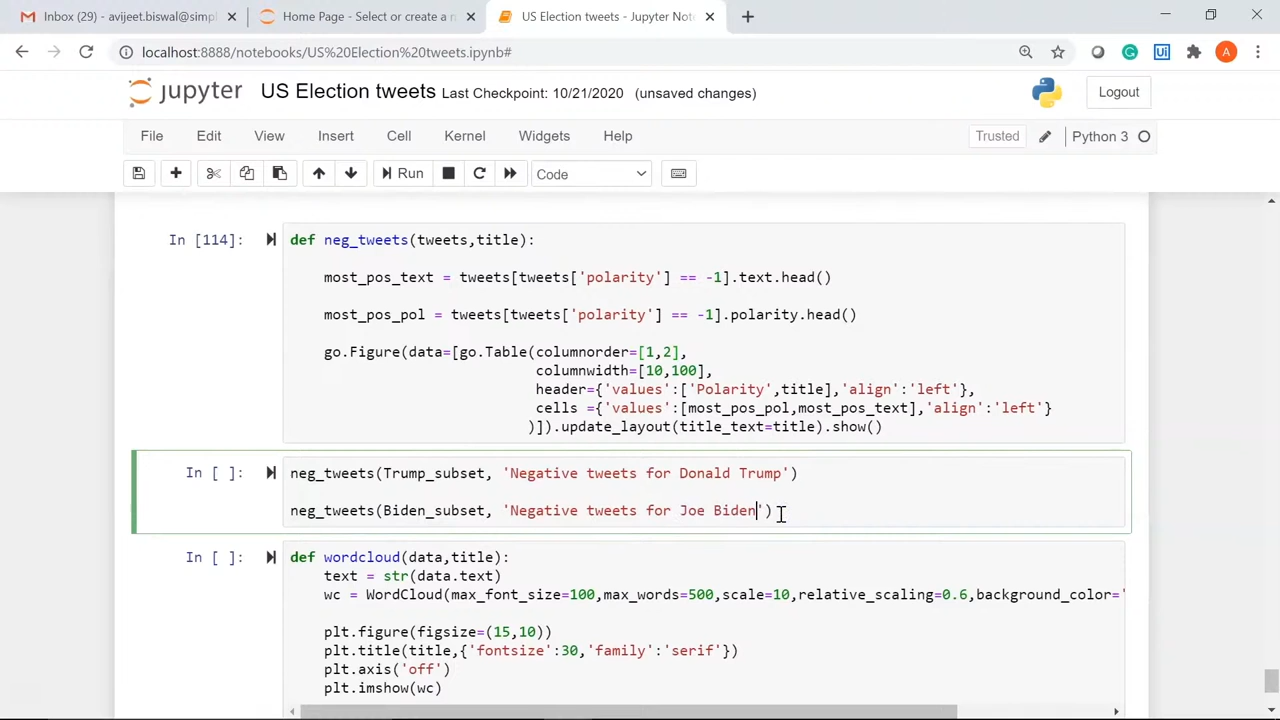 Inbox (29) - avijeet.biswal@simpl
Home Page - Select or create a n
US Election tweets - Jupyter Note
localhost:8888/notebooks/US%20Election%20tweets.ipynb#
Ui
A
jupyter US Election tweets Last Checkpoint: 10/21/2020 (unsaved changes)
Logout
File Edit View Insert Cell Kernel Widgets Help
Trusted
Python 3
Run
Code
In [114]:
def neg_tweets(tweets,title):
most_pos_text = tweets[tweets['polarity'] == -1].text.head()
most_pos_pol = tweets[tweets['polarity'] == -1].polarity.head()
go.Figure(data=[go.Table(columnorder=[1,2],
columnwidth=[10,100],
header={'values':['Polarity',title],'align':'left'},
cells ={'values':[most_pos_pol,most_pos_text],'align':'left'}
)]).update_layout(title_text=title).show()
In [ ]:
neg_tweets(Trump_subset, 'Negative tweets for Donald Trump')
neg_tweets(Biden_subset, 'Negative tweets for Joe Biden')
In [ ]:
def wordcloud(data,title):
text = str(data.text)
wc = WordCloud(max_font_size=100,max_words=500,scale=10,relative_scaling=0.6,background_color='
plt.figure(figsize=(15,10))
plt.title(title,{'fontsize':30,'family':'serif'})
plt.axis('off')
plt.imshow(wc)